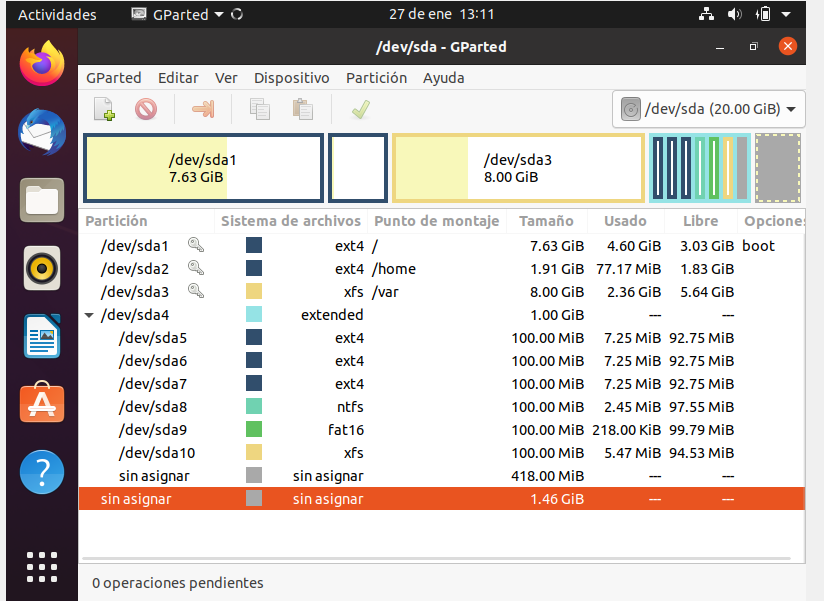 Actividades GParted 27 de ene 13:11
/dev/sda - GParted
GParted Editar Ver Dispositivo Partición Ayuda
/dev/sda (20.00 GiB)
/dev/sda1
7.63 GiB
/dev/sda3
8.00 GiB
Partición Sistema de archivos Punto de montaje Tamaño Usado Libre Opciones
/dev/sda1 ext4 / 7.63 GiB 4.60 GiB 3.03 GiB boot
/dev/sda2 ext4 /home 1.91 GiB 77.17 MiB 1.83 GiB
/dev/sda3 xfs /var 8.00 GiB 2.36 GiB 5.64 GiB
/dev/sda4 extended 1.00 GiB --- ---
/dev/sda5 ext4 100.00 MiB 7.25 MiB 92.75 MiB
/dev/sda6 ext4 100.00 MiB 7.25 MiB 92.75 MiB
/dev/sda7 ext4 100.00 MiB 7.25 MiB 92.75 MiB
/dev/sda8 ntfs 100.00 MiB 2.45 MiB 97.55 MiB
/dev/sda9 fat16 100.00 MiB 218.00 KiB 99.79 MiB
/dev/sda10 xfs 100.00 MiB 5.47 MiB 94.53 MiB
sin asignar sin asignar 418.00 MiB --- ---
sin asignar sin asignar 1.46 GiB --- ---
0 operaciones pendientes